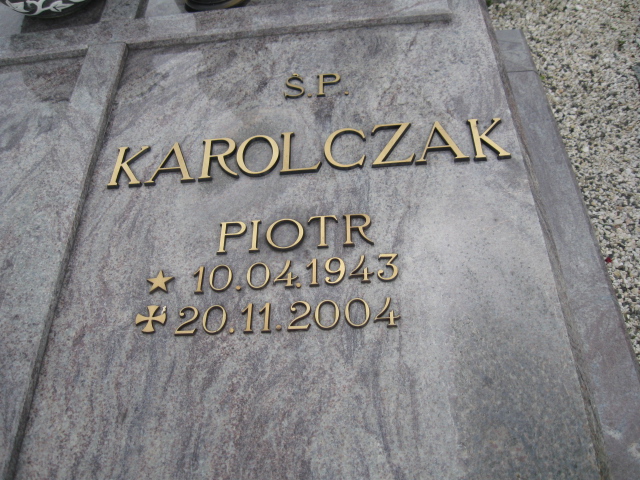 Ś.P.
KAROLCZAK
PIOTR
★ 10.04.1943
✠ 20.11.2004